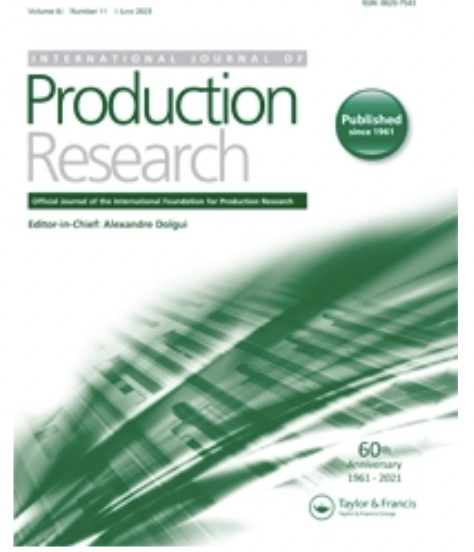 Number 11
1 June 2023
ISSN: 0020-7543
INTERNATIONAL JOURNAL OF
Production
Research
Published
since 1961
Official Journal of the International Foundation for Production Research
Editor-in-Chief: Alexandre Dolgui
60th
Anniversary
1961 - 2021
Taylor & Francis
Taylor & Francis Group